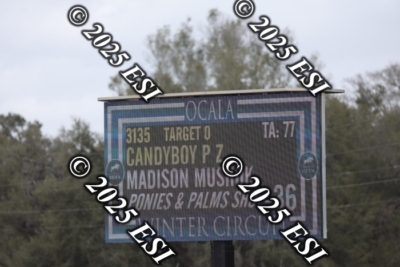 © 2025 ESI
© 2025 ESI
OCALA
3135 TARGET 0 TA: 77
CANDYBOY P Z
MADISON
PONIES & PALMS 36
WINTER CIRCUIT
© 2025 ESI
© 2025 ESI